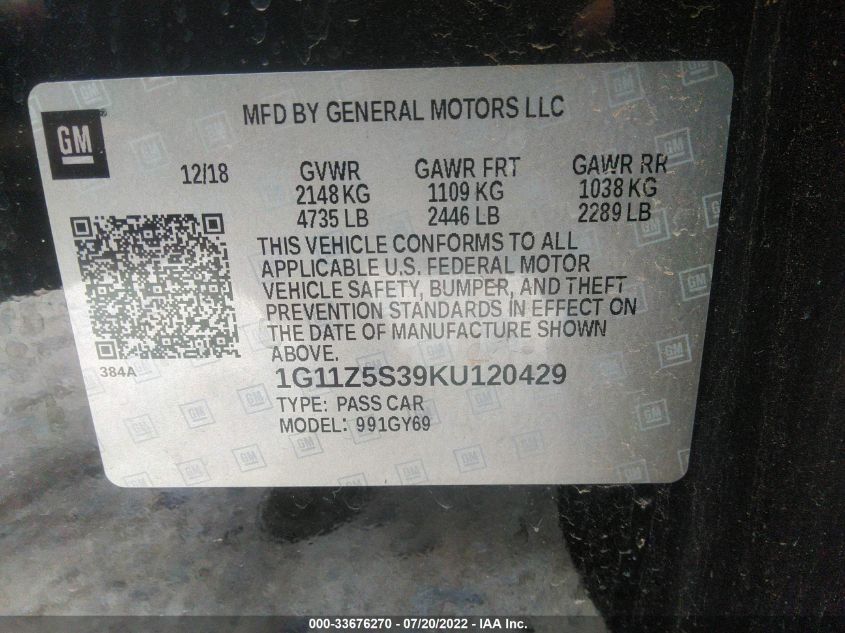 MFD BY GENERAL MOTORS LLC
GM
12/18 GVWR GAWR FRT GAWR RR
2148 KG 1109 KG 1038 KG
4735 LB 2446 LB 2289 LB
THIS VEHICLE CONFORMS TO ALL
APPLICABLE U.S. FEDERAL MOTOR
VEHICLE SAFETY, BUMPER, AND THEFT
PREVENTION STANDARDS IN EFFECT ON
THE DATE OF MANUFACTURE SHOWN
ABOVE.
384A
1G11Z5S39KU120429
TYPE: PASS CAR
MODEL: 991GY69
000-33676270 - 07/20/2022 - IAA Inc.